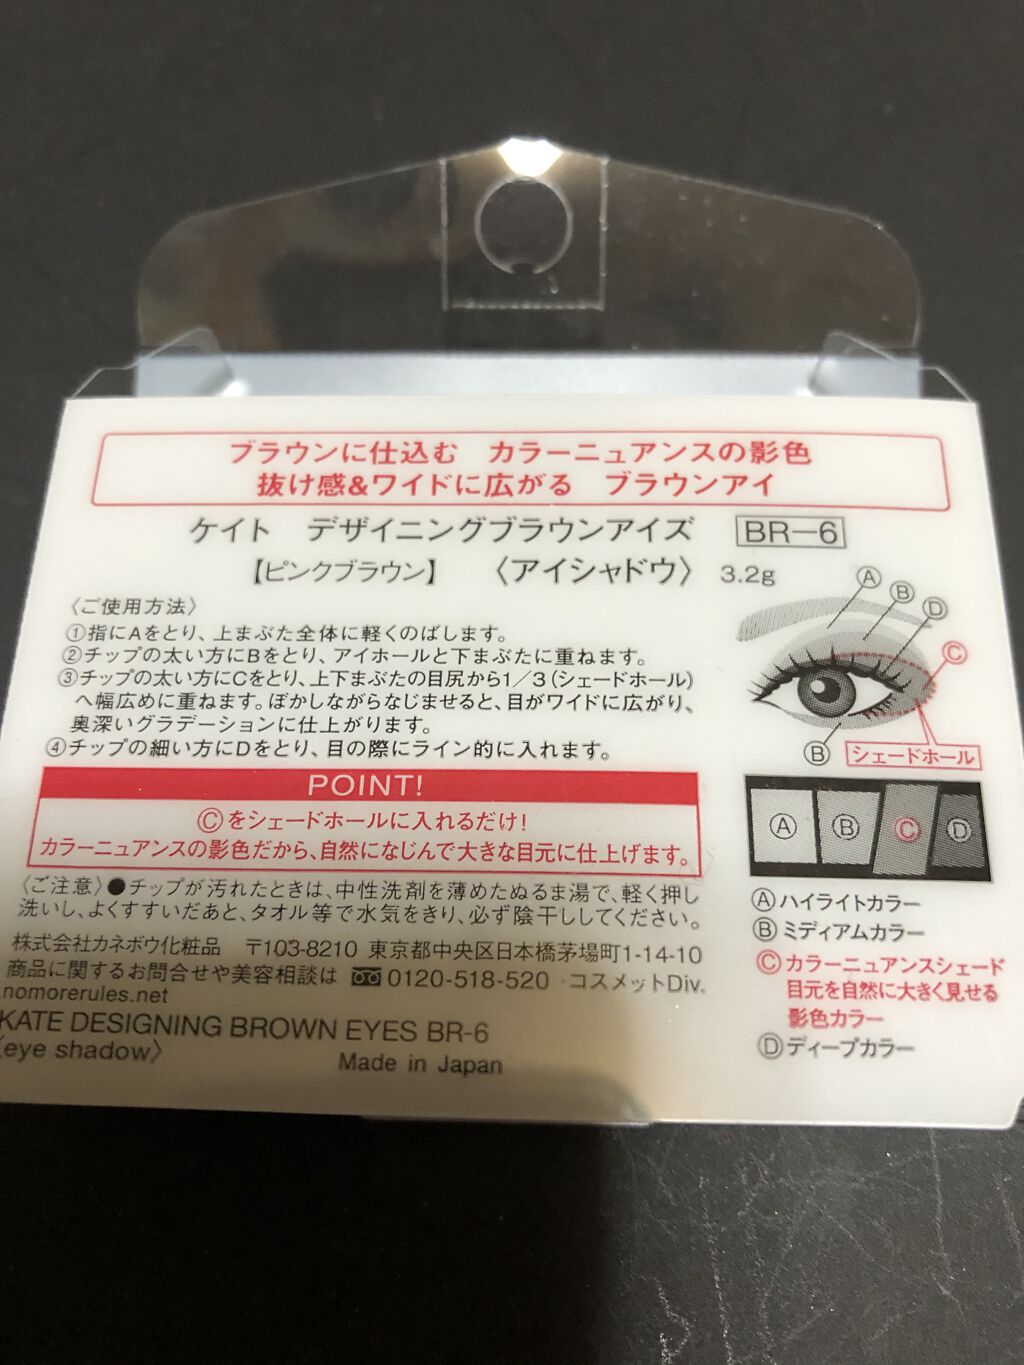 ブラウンに仕込む カラーニュアンスの影色
抜け感&ワイドに広がる ブラウンアイ
ケイト デザイニングブラウンアイズ BR-6
【ピンクブラウン】 〈アイシャドウ〉 3.2g
〈ご使用方法〉
①指にAをとり、上まぶた全体に軽くのばします。
②チップの太い方にBをとり、アイホールと下まぶたに重ねます。
③チップの太い方にCをとり、上下まぶたの目尻から1/3(シェードホール)
へ幅広めに重ねます。ぼかしながらなじませると、目がワイドに広がり、
奥深いグラデーションに仕上がります。
④チップの細い方にDをとり、目の際にライン的に入れます。
Ⓐ
Ⓑ
Ⓓ
Ⓒ
Ⓑ
シェードホール
POINT!
Ⓒをシェードホールに入れるだけ!
カラーニュアンスの影色だから、自然になじんで大きな目元に仕上げます。
Ⓐ Ⓑ Ⓒ Ⓓ
Ⓐハイライトカラー
Ⓑミディアムカラー
Ⓒカラーニュアンスシェード
目元を自然に大きく見せる
影色カラー
Ⓓディープカラー
〈ご注意〉●チップが汚れたときは、中性洗剤を薄めたぬるま湯で、軽く押し
洗いし、よくすすいだあと、タオル等で水気をきり、必ず陰干ししてください。
株式会社カネボウ化粧品 〒103-8210 東京都中央区日本橋茅場町1-14-10
商品に関するお問合せや美容相談は 0120-518-520 コスメットDiv.
nomorerules.net
KATE DESIGNING BROWN EYES BR-6
〈eye shadow〉
Made in Japan